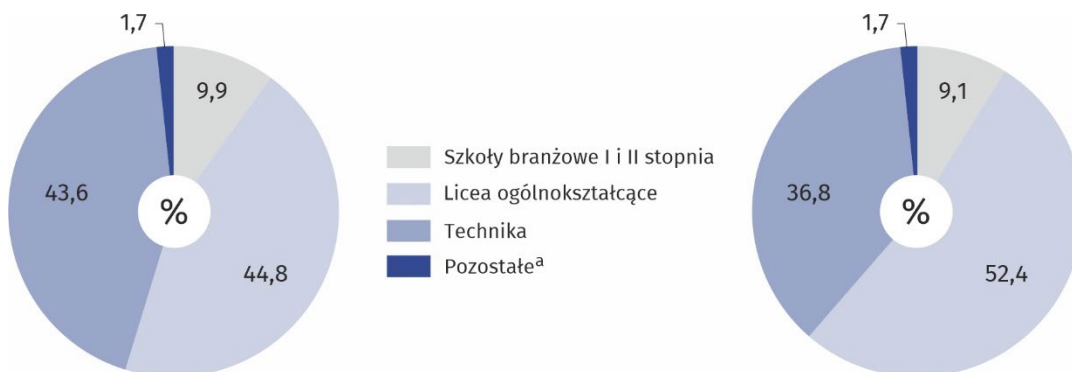 1,7
9,9
43,6
%
44,8
Szkoły branżowe I i II stopnia
Licea ogólnokształcące
Technika
Pozostałeᵃ
1,7
9,1
36,8
%
52,4